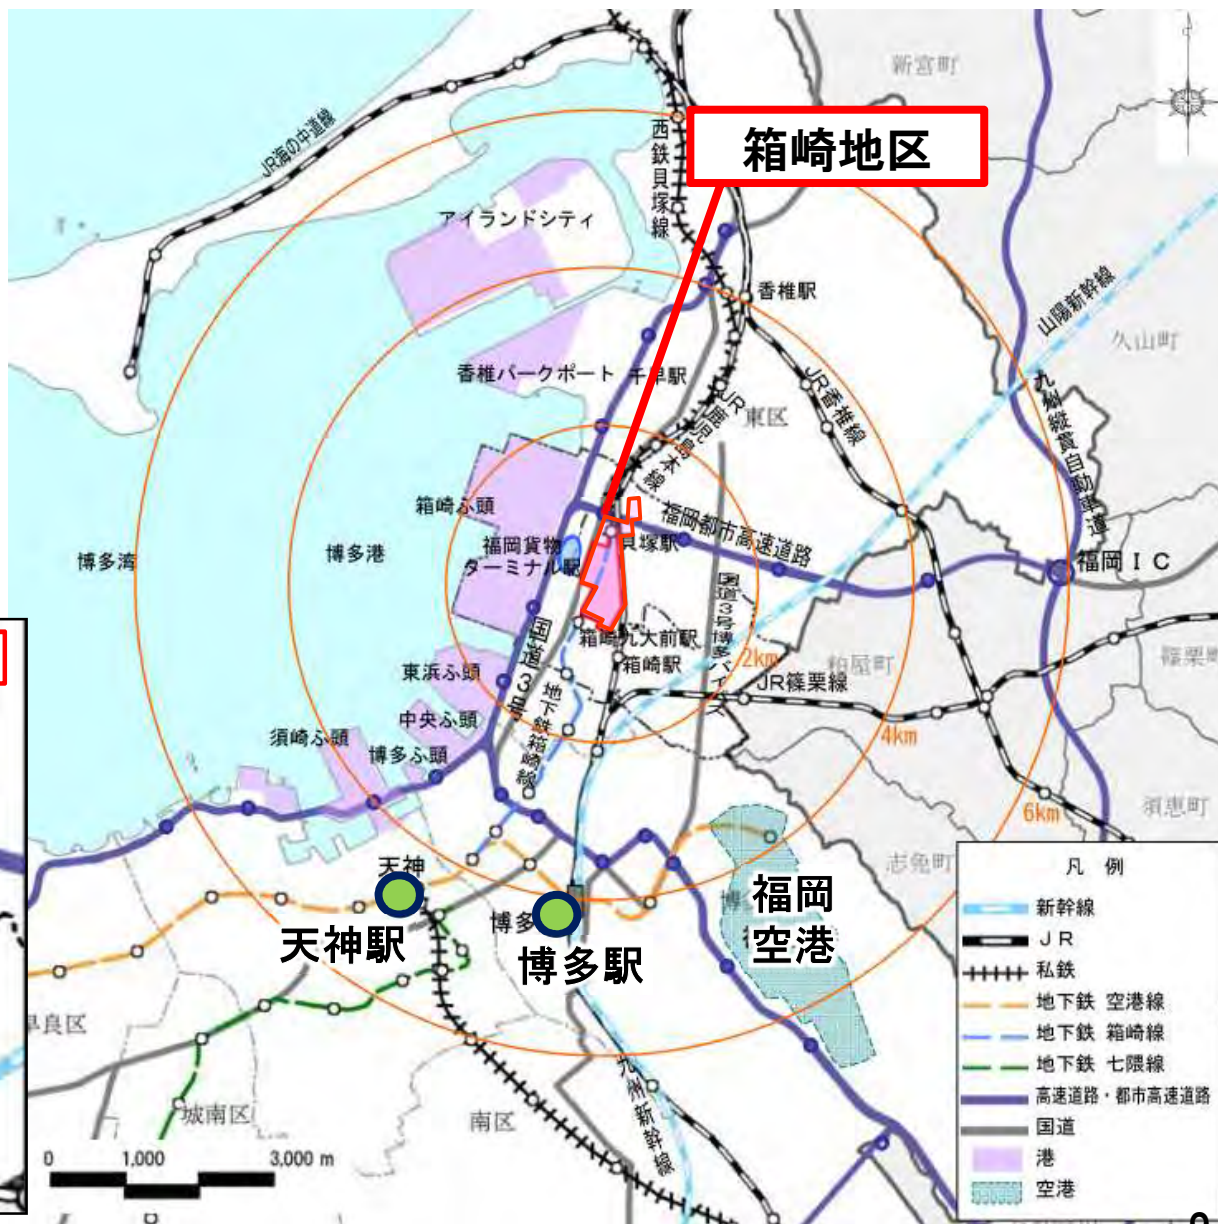 新宮町
JR海の中道線
西鉄貝塚線
箱崎地区
アイランドシティ
香椎駅
山陽新幹線
久山町
香椎パークポート
千早駅
JR鹿児島本線
東区
JR香椎線
九州縦貫自動車道
箱崎ふ頭
福岡都市高速道路
博多湾
博多港
福岡貨物
ターミナル駅
貝塚駅
福岡IC
国道3号
箱崎九大前駅
箱崎駅
2km
粕屋町
篠栗町
東浜ふ頭
地下鉄箱崎線
JR篠栗線
中央ふ頭
4km
須崎ふ頭
博多ふ頭
6km
須恵町
志免町
天神
天神駅
博多
博多駅
福岡
空港
早良区
城南区
南区
九州新幹線
0 1,000 3,000 m
凡 例
新幹線
JR
私鉄
地下鉄 空港線
地下鉄 箱崎線
地下鉄 七隈線
高速道路・都市高速道路
国道
港
空港